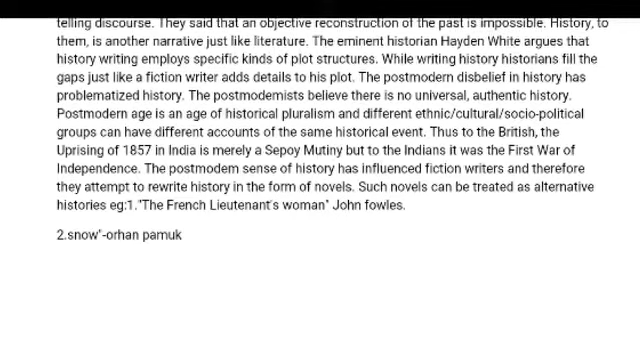 telling discourse. They said that an objective reconstruction of the past is impossible. History, to
them, is another narrative just like literature. The eminent historian Hayden White argues that
history writing employs specific kinds of plot structures. While writing history historians fill the
gaps just like a fiction writer adds details to his plot. The postmodern disbelief in history has
problematized history. The postmodemists believe there is no universal, authentic history.
Postmodern age is an age of historical pluralism and different ethnic/cultural/socio-political
groups can have different accounts of the same historical event. Thus to the British, the
Uprising of 1857 in India is merely a Sepoy Mutiny but to the Indians it was the First War of
Independence. The postmodem sense of history has influenced fiction writers and therefore
they attempt to rewrite history in the form of novels. Such novels can be treated as alternative
histories eg:1."The French Lieutenant's woman" John fowles.
2.snow"-orhan pamuk